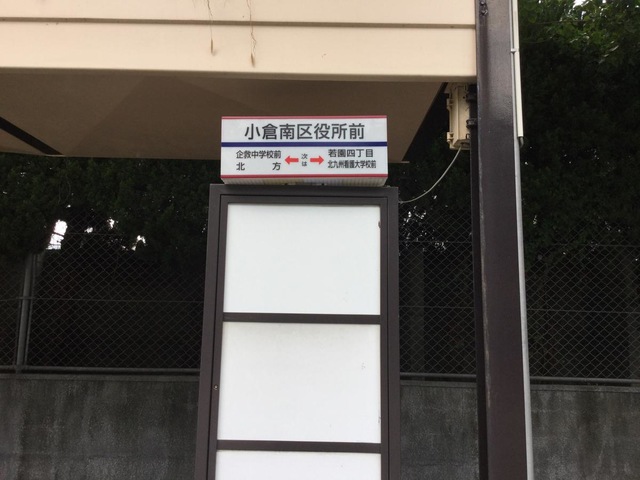 小倉南区役所前
企救中学校前 ← 次は → 若園四丁目
北方 北九州看護大学校前